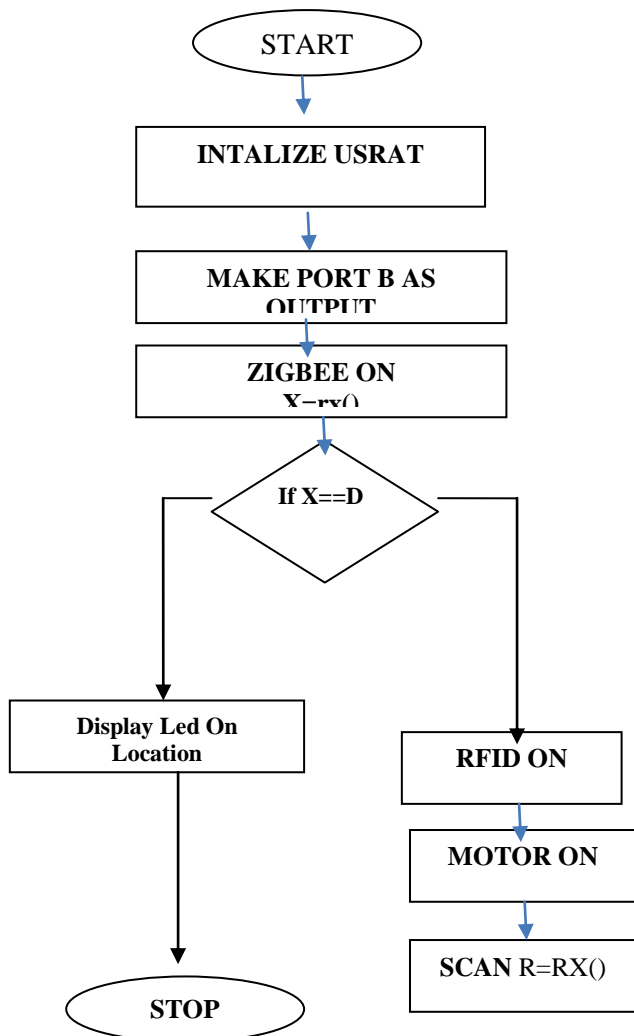 START
INTALIZE USRAT
MAKE PORT B AS
OUTPUT
ZIGBEE ON
X=rx()
If X==D
Display Led On
Location
RFID ON
MOTOR ON
SCAN R=RX()
STOP